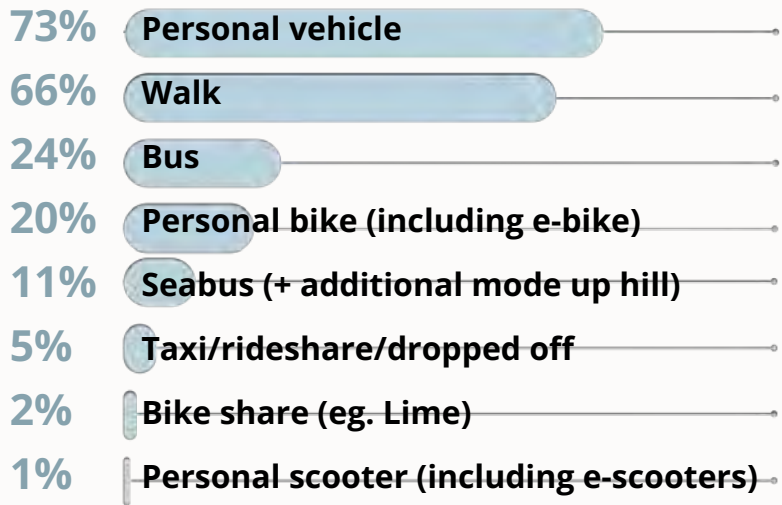 73% Personal vehicle
66% Walk
24% Bus
20% Personal bike (including e-bike)
11% Seabus (+ additional mode up hill)
5% Taxi/rideshare/dropped off
2% Bike share (eg. Lime)
1% Personal scooter (including e-scooters)